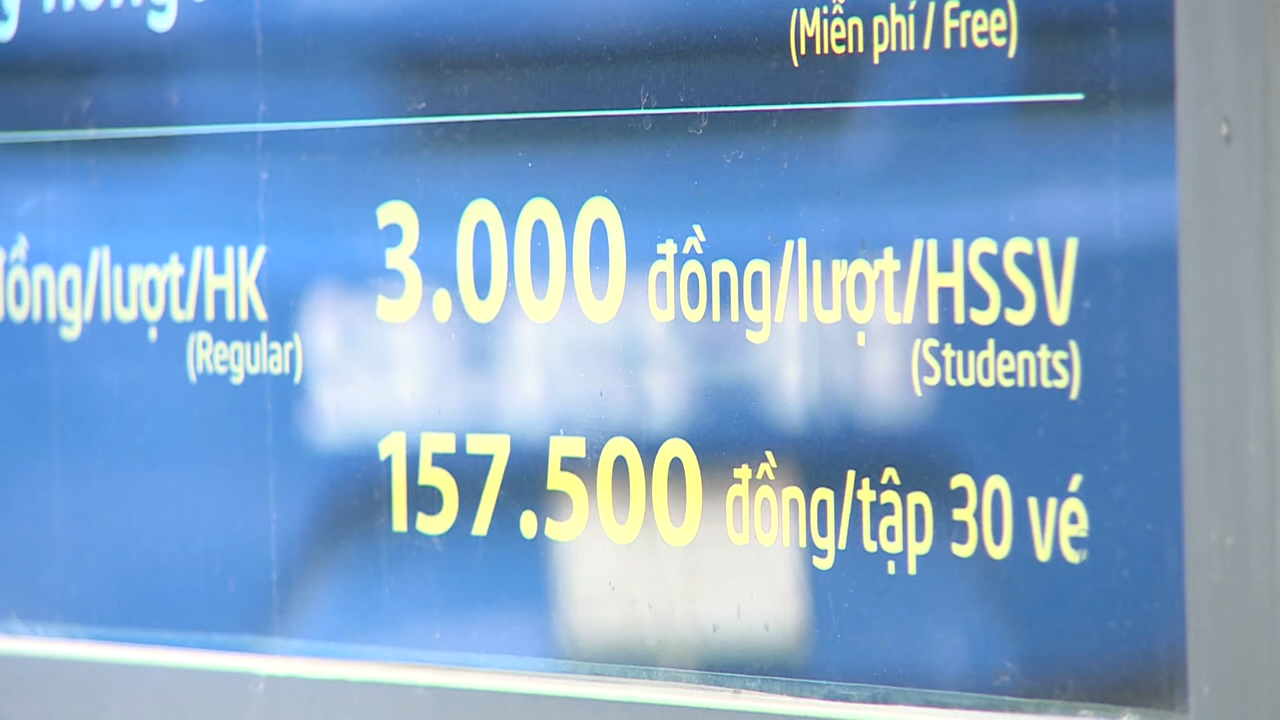 (Miễn phí / Free)
đồng/lượt/HK
3.000 đồng/lượt/HSSV
(Regular)
(Students)
157.500 đồng/tập 30 vé